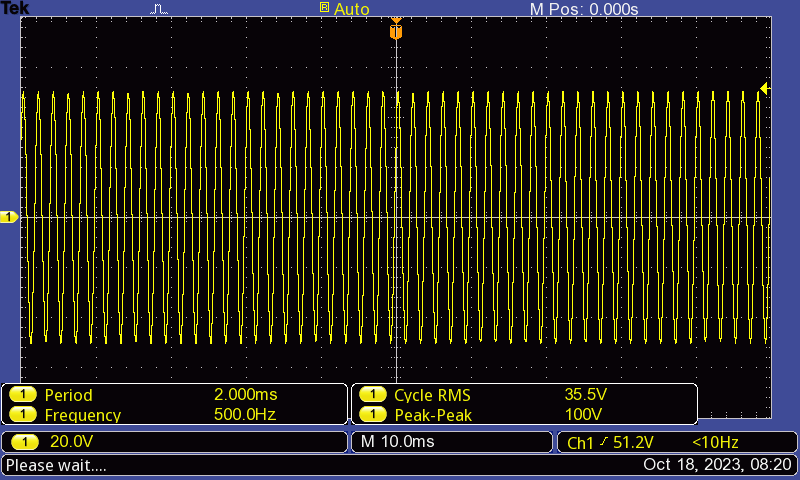 Tek R Auto M Pos: 0.000s
T
1
1 Period 2.000ms 1 Cycle RMS 35.5V
1 Frequency 500.0Hz 1 Peak-Peak 100V
1 20.0V M 10.0ms Ch1 51.2V <10Hz
Please wait.... Oct 18, 2023, 08:20